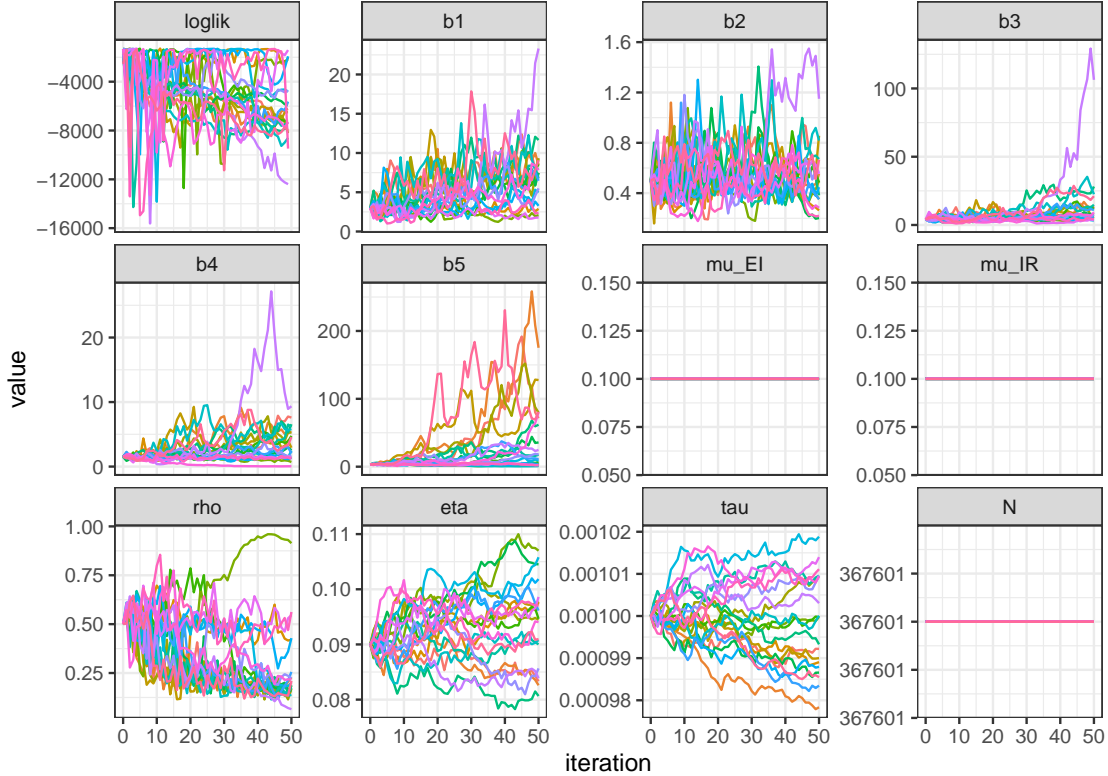 loglik b1 b2 b3
−4000 −8000 −12000 −16000
20 15 10 5 0
1.6 1.2 0.8 0.4
100 50 0
b4 b5 mu_EI mu_IR
20 10 0
200 100 0
0.150 0.125 0.100 0.075 0.050
0.150 0.125 0.100 0.075 0.050
value
rho eta tau N
1.00 0.75 0.50 0.25
0.11 0.10 0.09 0.08
0.00102 0.00101 0.00100 0.00099 0.00098
367601 367601 367601 367601
0 10 20 30 40 50 0 10 20 30 40 50 0 10 20 30 40 50 0 10 20 30 40 50
iteration